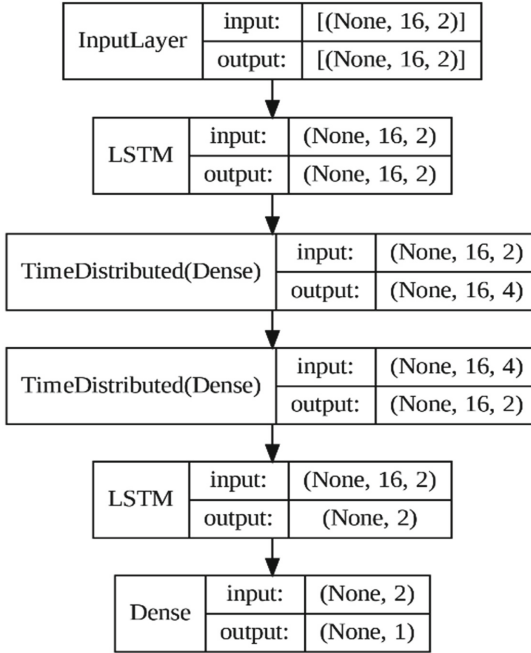 InputLayer
input: [(None, 16, 2)]
output: [(None, 16, 2)]
LSTM
input: (None, 16, 2)
output: (None, 16, 2)
TimeDistributed(Dense)
input: (None, 16, 2)
output: (None, 16, 4)
TimeDistributed(Dense)
input: (None, 16, 4)
output: (None, 16, 2)
LSTM
input: (None, 16, 2)
output: (None, 2)
Dense
input: (None, 2)
output: (None, 1)